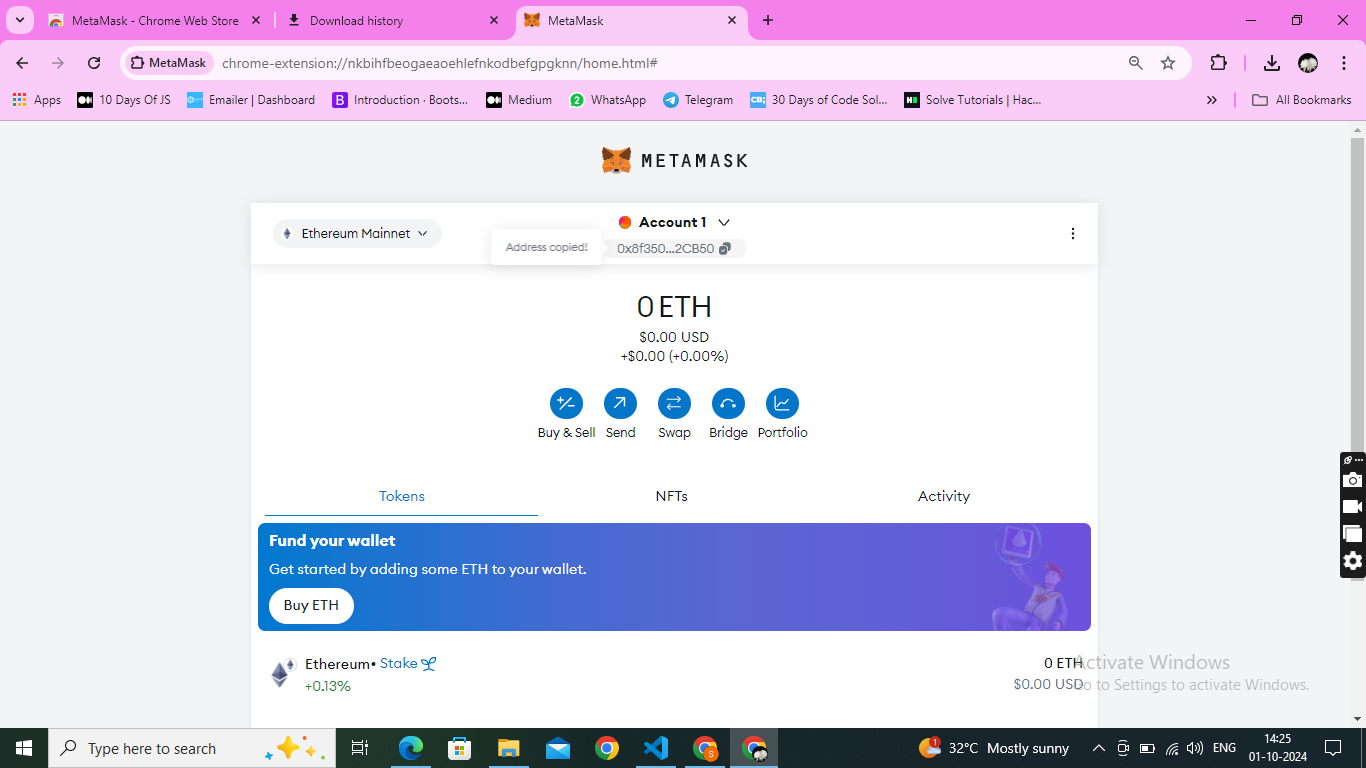 MetaMask - Chrome Web Store
Download history
MetaMask
MetaMask
chrome-extension://nkbihfbeogaeaoehlefnkodbefgpgknn/home.html#
Apps
10 Days Of JS
Emailer | Dashboard
Introduction · Boots...
Medium
WhatsApp
Telegram
30 Days of Code Sol...
Solve Tutorials | Hac...
All Bookmarks
METAMASK
Ethereum Mainnet
Account 1
Address copied!
0x8f350...2CB50
0 ETH
$0.00 USD
+$0.00 (+0.00%)
Buy & Sell
Send
Swap
Bridge
Portfolio
Tokens
NFTs
Activity
Fund your wallet
Get started by adding some ETH to your wallet.
Buy ETH
Ethereum• Stake
0 ETH
+0.13%
$0.00 USD
Activate Windows
Go to Settings to activate Windows.
Type here to search
1
32°C Mostly sunny
ENG
14:25
01-10-2024